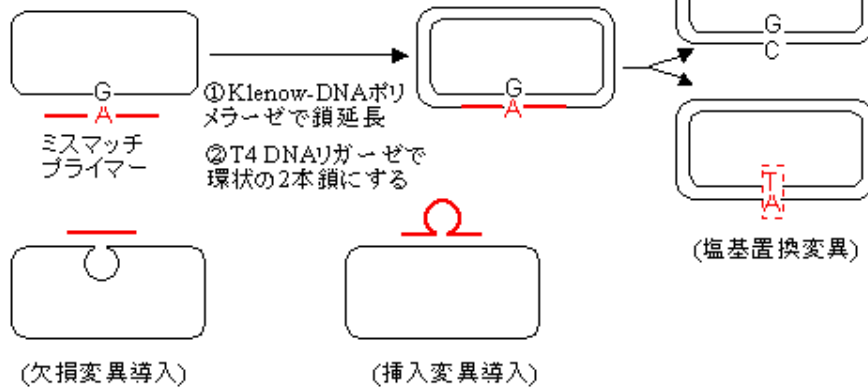 G
A
ミスマッチ
プライマー
①Klenow-DNAポリ
メラーゼで鎖延長
②T4 DNAリガーゼで
環状の2本鎖にする
G
A
G
C
T
A
(塩基置換変異)
(欠損変異導入)
(挿入変異導入)